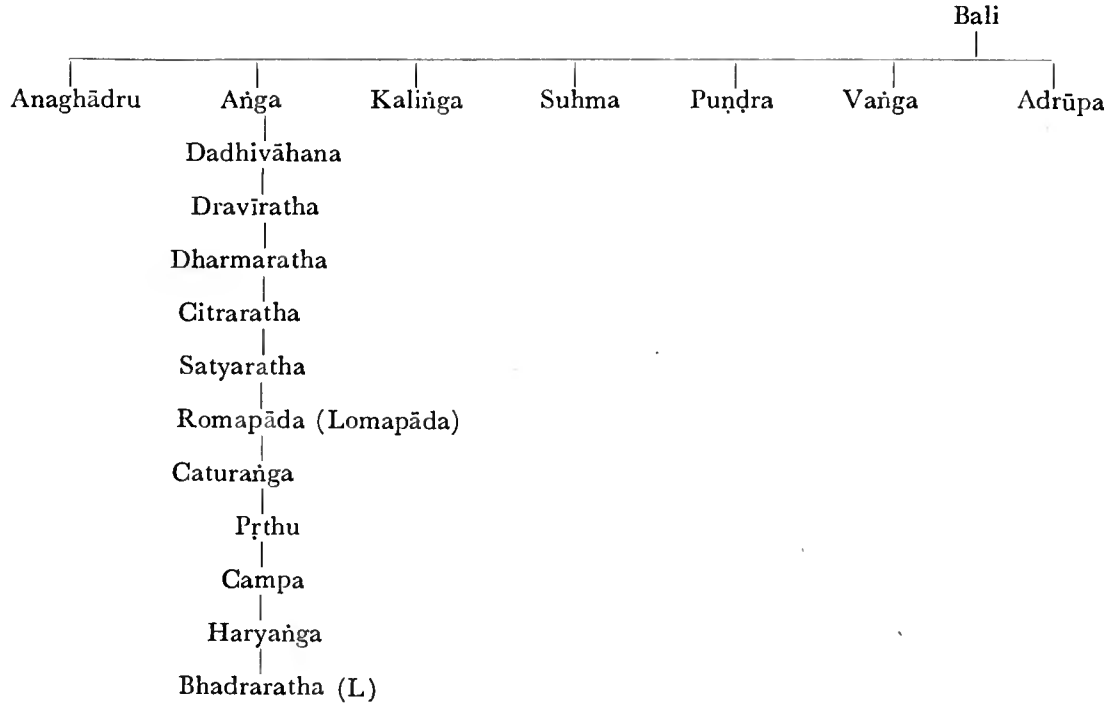 Bali
Anaghādru Aṅga Kaliṅga Suhma Puṇḍra Vaṅga Adrūpa
Dadhivāhana
Dravīratha
Dharmaratha
Citraratha
Satyaratha
Romapāda (Lomapāda)
Caturaṅga
Pṛthu
Campa
Haryaṅga
Bhadraratha (L)